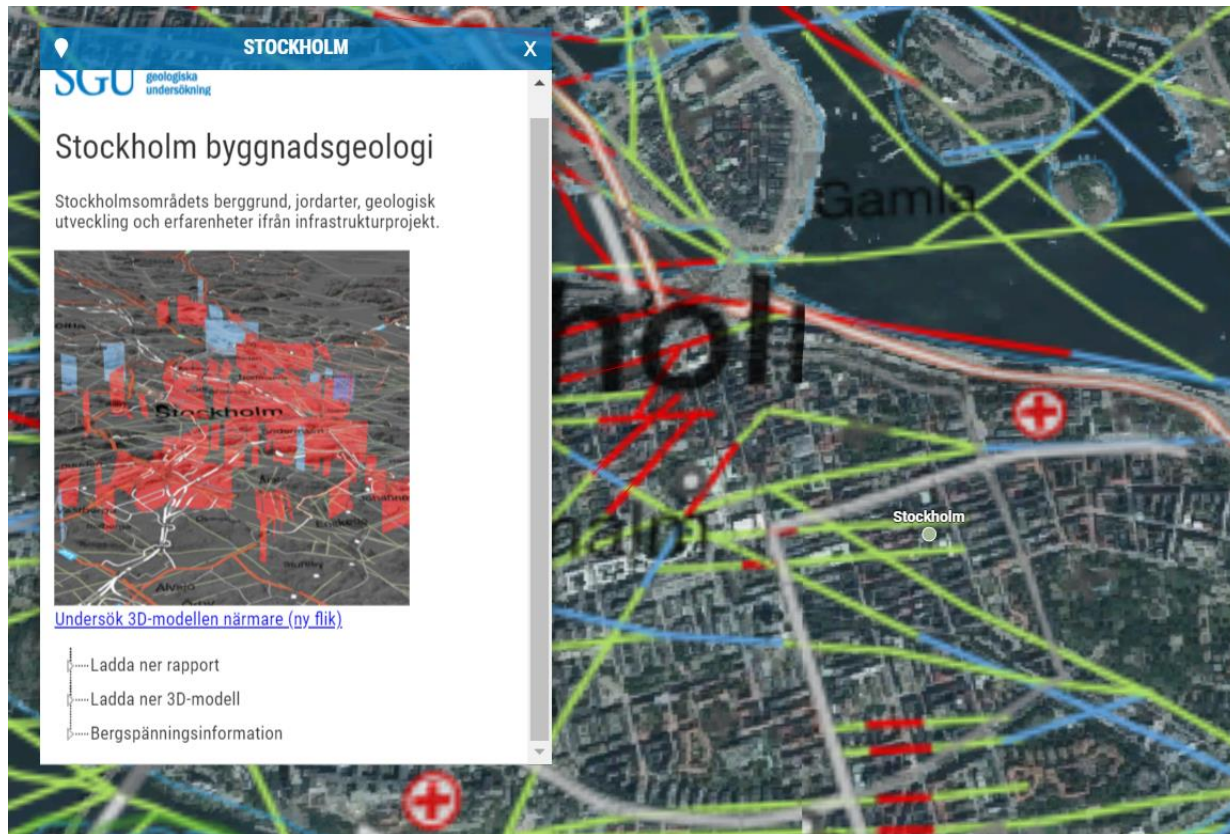 STOCKHOLM
X
SGU
geologiska
undersökning
Stockholm byggnadsgeologi
Stockholmsområdets berggrund, jordarter, geologisk
utveckling och erfarenheter ifrån infrastrukturprojekt.
Stockholm
Undersök 3D-modellen närmare (ny flik)
Ladda ner rapport
Ladda ner 3D-modell
Bergspänningsinformation
Gamla
holi
Stockholm